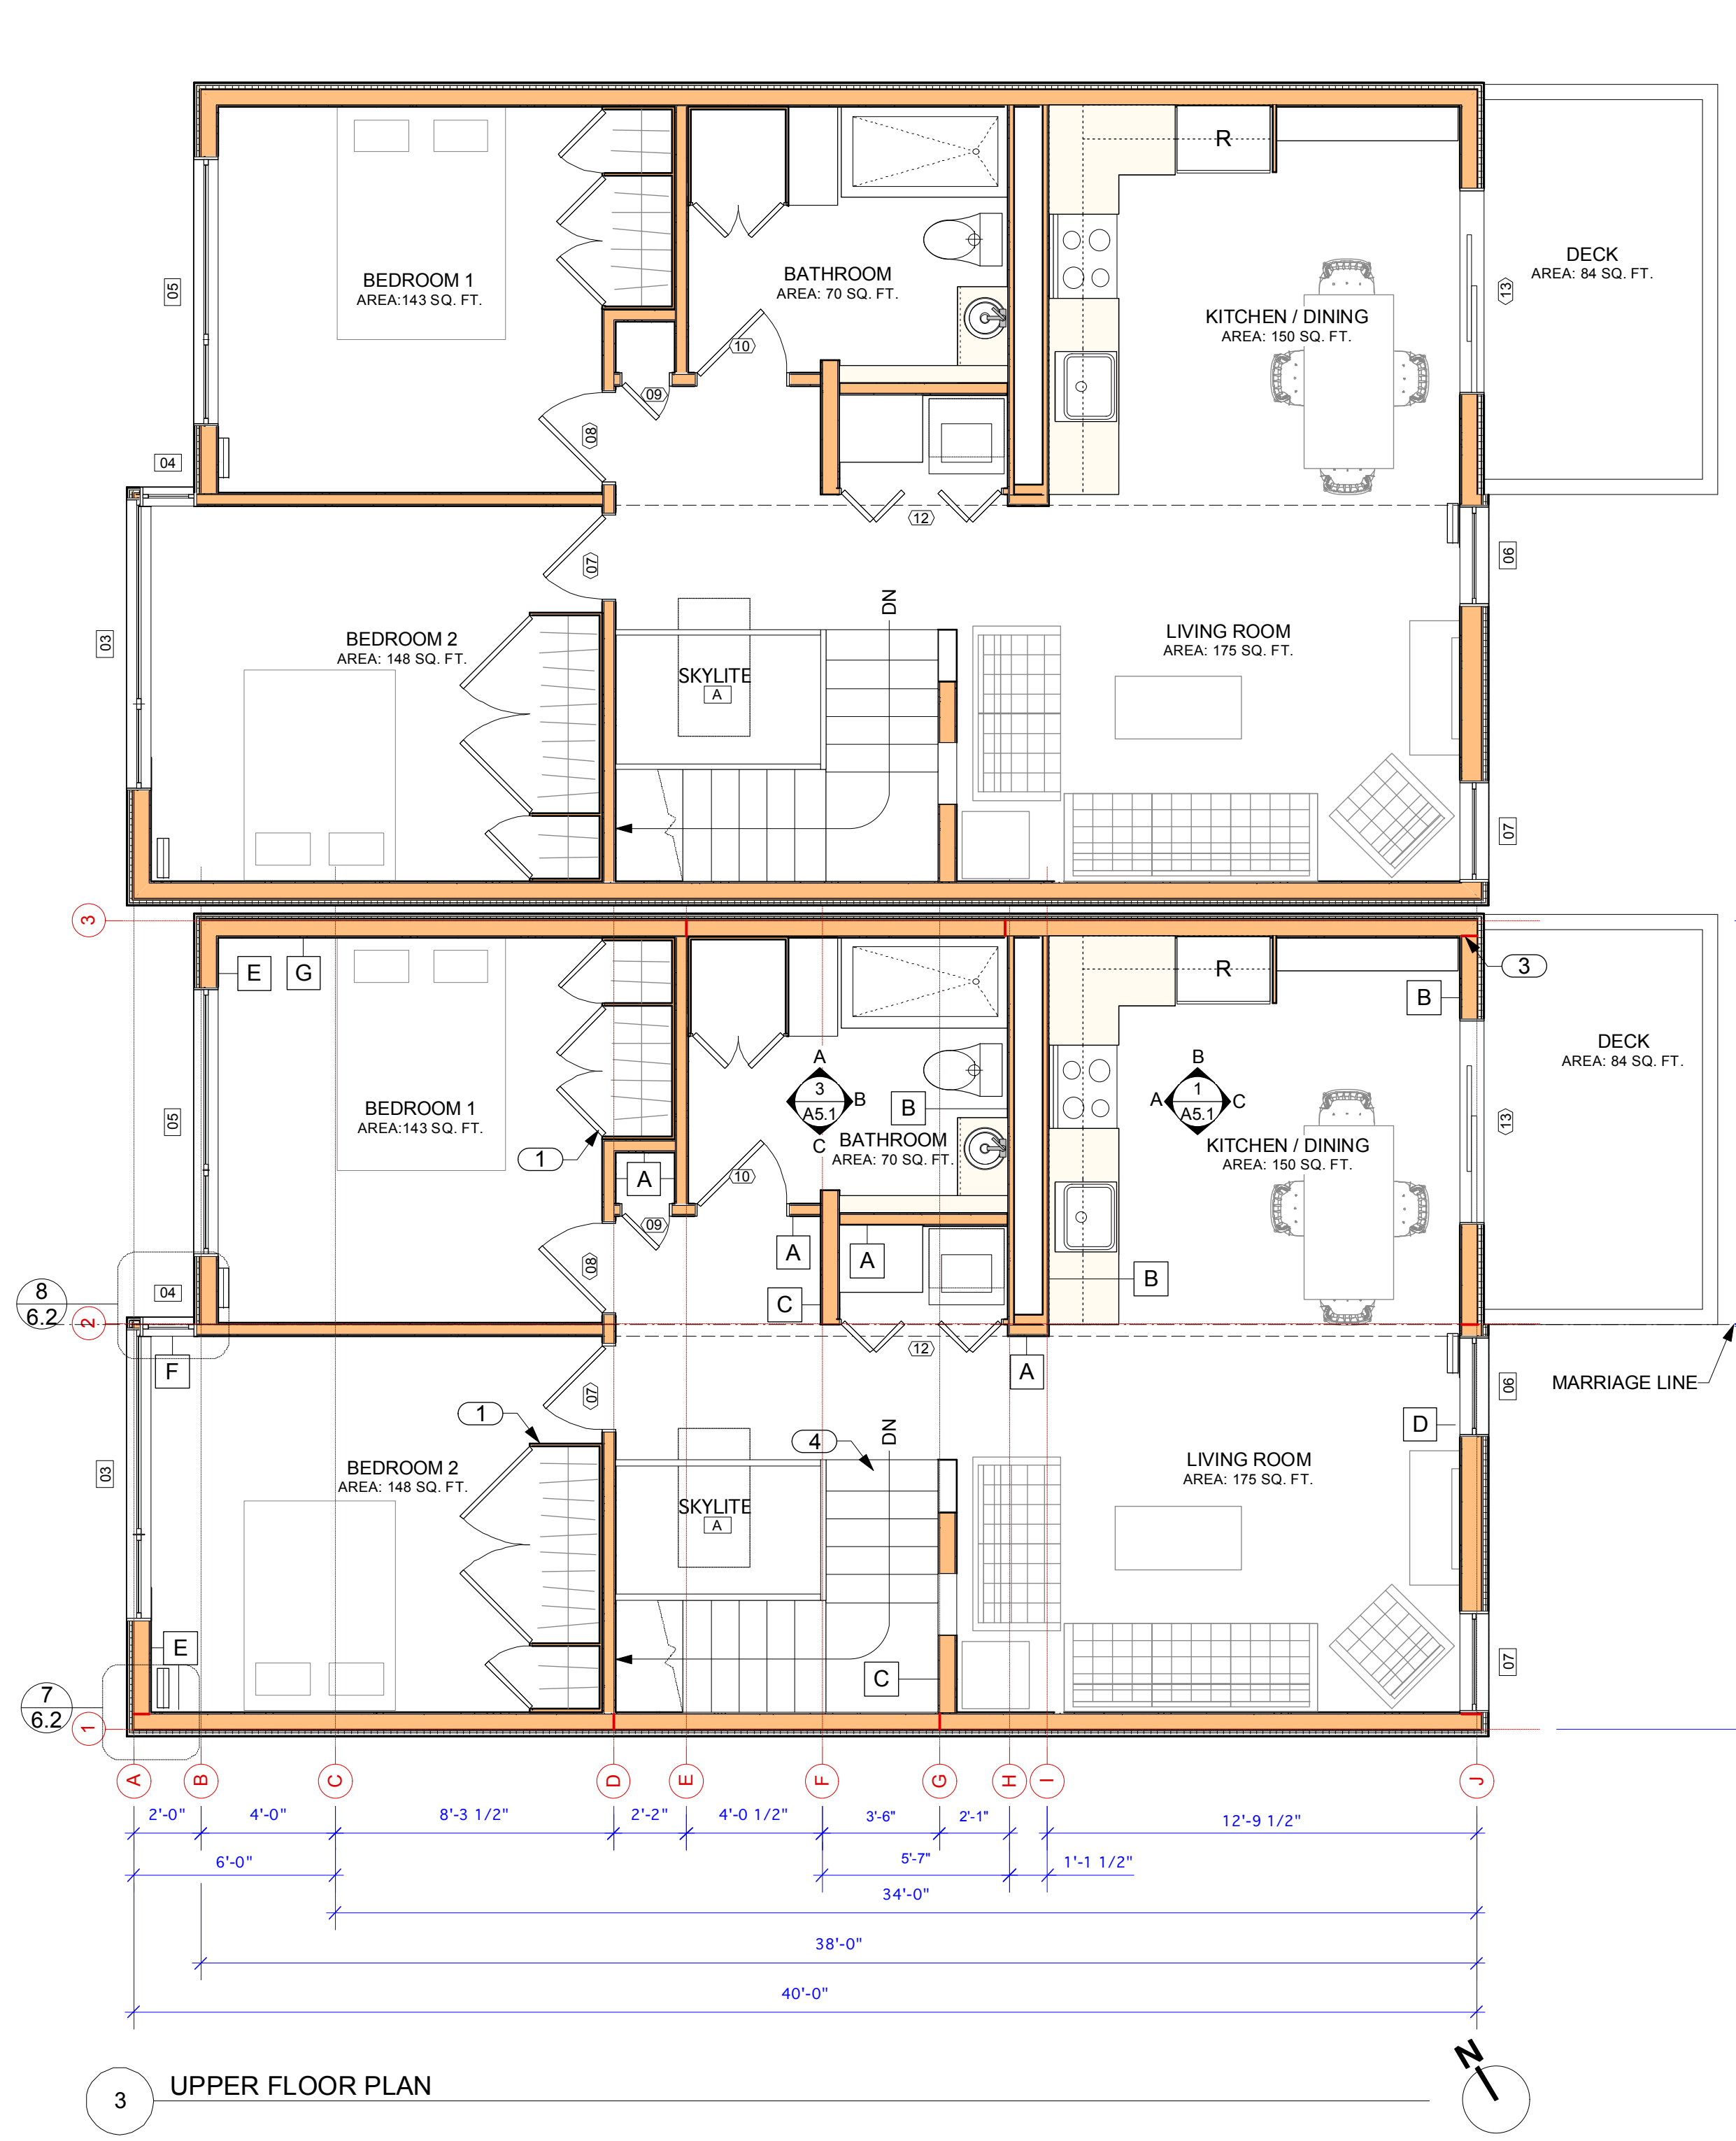 R
DECK
AREA: 84 SQ. FT.
BEDROOM 1
AREA:143 SQ. FT.
BATHROOM
AREA: 70 SQ. FT.
KITCHEN / DINING
AREA: 150 SQ. FT.
05
13
10
09
08
04
12
07
06
DN
03
BEDROOM 2
AREA: 148 SQ. FT.
SKYLITE
A
LIVING ROOM
AREA: 175 SQ. FT.
07
3
E
G
R
3
B
DECK
AREA: 84 SQ. FT.
A
3
A5.1
B
C
B
B
A
1
A5.1
C
05
BEDROOM 1
AREA:143 SQ. FT.
13
BATHROOM
AREA: 70 SQ. FT.
KITCHEN / DINING
AREA: 150 SQ. FT.
1
A
10
09
08
A
A
B
C
04
8
6.2
2
F
12
A
MARRIAGE LINE
06
07
1
4
DN
D
03
BEDROOM 2
AREA: 148 SQ. FT.
SKYLITE
A
LIVING ROOM
AREA: 175 SQ. FT.
E
C
07
7
6.2
1
A
B
C
D
E
F
G
H
I
J
2'-0"
4'-0"
8'-3 1/2"
2'-2"
4'-0 1/2"
3'-6"
2'-1"
12'-9 1/2"
6'-0"
5'-7"
1'-1 1/2"
34'-0"
38'-0"
40'-0"
N
3
UPPER FLOOR PLAN